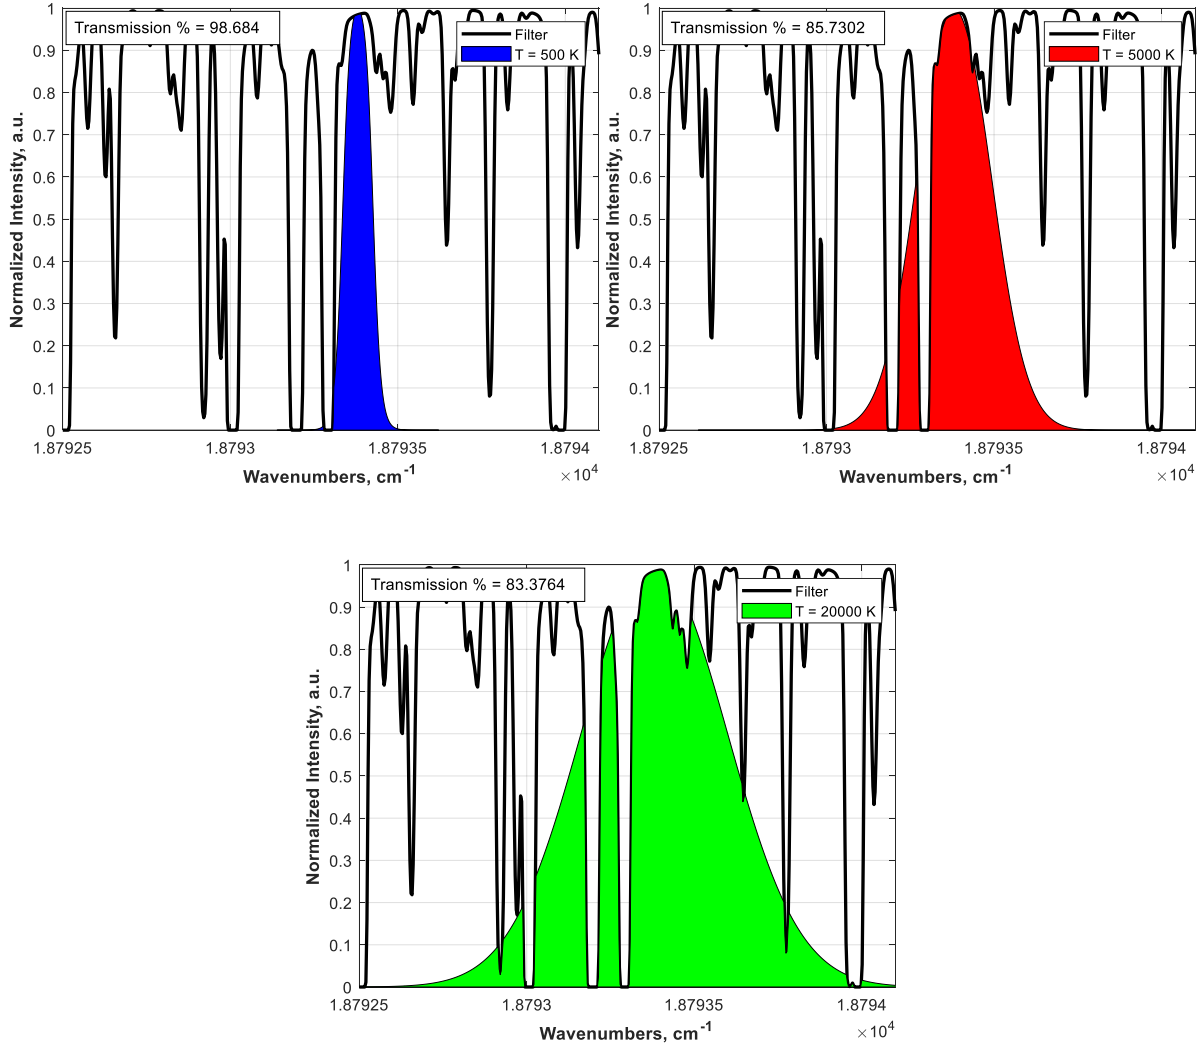 Transmission % = 98.684
Filter
T = 500 K
1
0.9
0.8
0.7
0.6
0.5
0.4
0.3
0.2
0.1
0
Normalized Intensity, a.u.
1.87925 1.8793 1.87935 1.8794
Wavenumbers, cm-1
×10^4
Transmission % = 85.7302
Filter
T = 5000 K
1
0.9
0.8
0.7
0.6
0.5
0.4
0.3
0.2
0.1
0
Normalized Intensity, a.u.
1.87925 1.8793 1.87935 1.8794
Wavenumbers, cm-1
×10^4
Transmission % = 83.3764
Filter
T = 20000 K
1
0.9
0.8
0.7
0.6
0.5
0.4
0.3
0.2
0.1
0
Normalized Intensity, a.u.
1.87925 1.8793 1.87935 1.8794
Wavenumbers, cm-1
×10^4